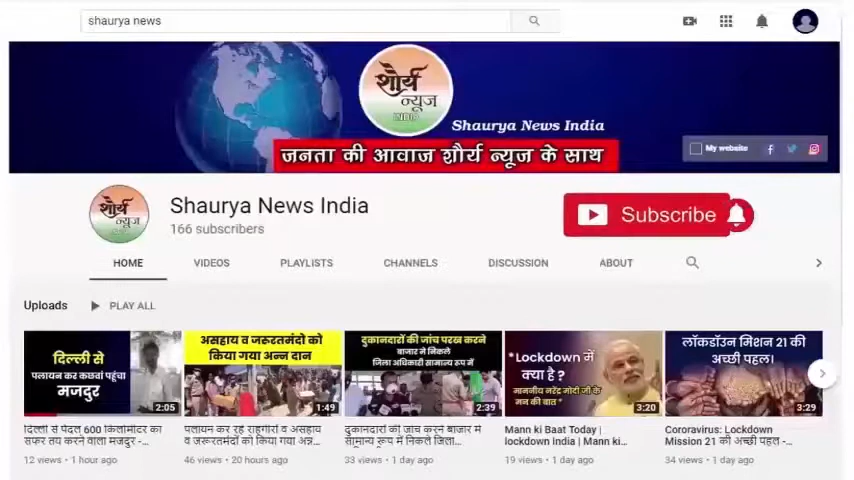 shaurya news
शौर्य
न्यूज
INDIA
Shaurya News India
जनता की आवाज शौर्य न्यूज के साथ
My website
शौर्य
न्यूज
Shaurya News India
166 subscribers
Subscribe
HOME VIDEOS PLAYLISTS CHANNELS DISCUSSION ABOUT
Uploads PLAY ALL
दिल्ली से
पलायन कर कछवां पहुंचा
मजदुर
2:05
असहाय व जरूरतमंदो को
किया गया अन्न दान
1:49
दुकानदारों की जांच परख करने
बाजार मे निकले
जिला अधिकारी सामान्य रूप में
2:39
*Lockdown में
क्या है ?
माननीय नरेंद्र मोदी जी के
मन की बात*
3:20
लॉकडॉउन मिशन 21 की
अच्छी पहल।
3:29
दिल्ली से पैदल 600 किलोमीटर का
सफर तय करने वाला मजदुर -...
12 views • 1 hour ago
पलायन कर रहे राहगीरों व असहाय
व जरूरतमंदों को किया गया अन्न...
46 views • 20 hours ago
दुकानदारों की जांच करने बाजार में
सामान्य रूप में निकले जिला...
33 views • 1 day ago
Mann ki Baat Today |
lockdown India | Mann ki...
19 views • 1 day ago
Cororavirus: Lockdown
Mission 21 की अच्छी पहल -...
34 views • 1 day ago